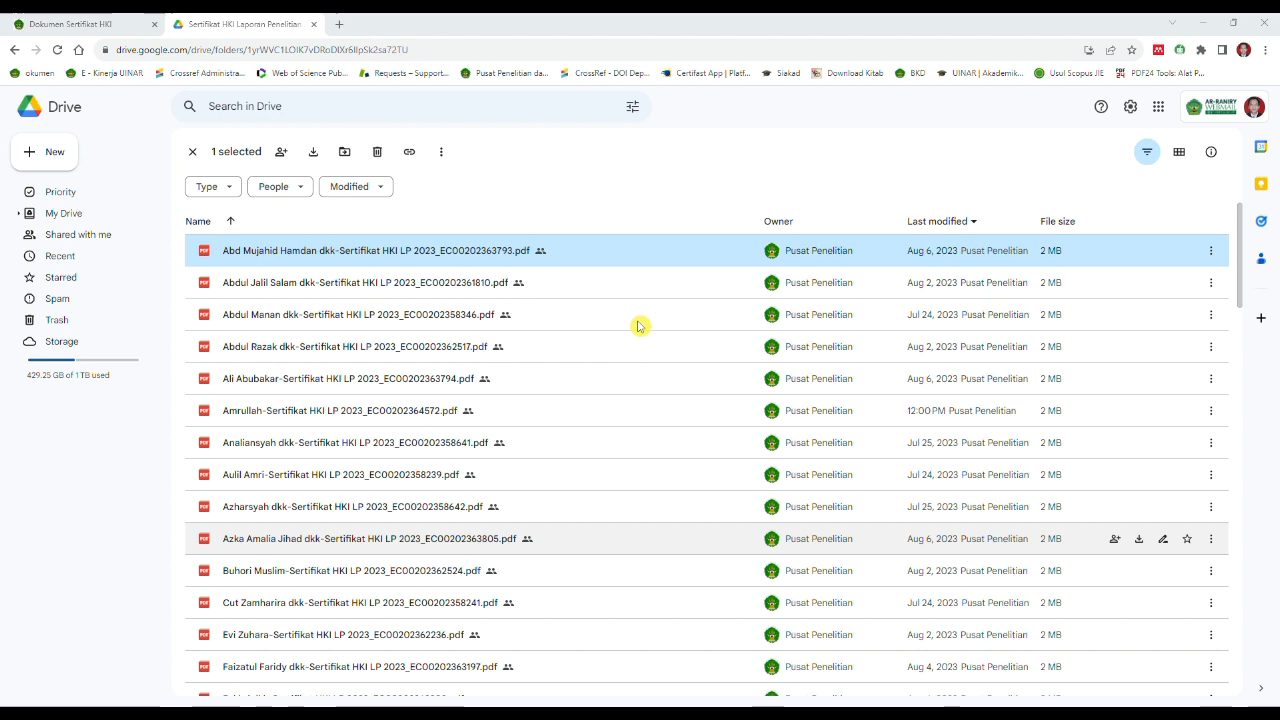 Dokumen Sertifikat HKI
Sertifikat HKI Laporan Penelitian
drive.google.com/drive/folders/1yrWVC1LOIK7vDRoDlXr6IlpSk2sa72TU
okumen E - Kinerja UINAR Crossref Administra... Web of Science Pub... Requests – Support... Pusat Penelitian da... CrossRef - DOI Dep... Certifast App | Platf... Siakad Download Kitab BKD UINAR | Akademik... Usul Scopus JIE PDF24 Tools: Alat P...
Drive
Search in Drive
AR-RANIRY WEBMAIL
New
1 selected
Priority
My Drive
Shared with me
Recent
Starred
Spam
Trash
Storage
429.25 GB of 1 TB used
Type People Modified
Name Owner Last modified File size
Abd Mujahid Hamdan dkk-Sertifikat HKI LP 2023_EC00202363793.pdf Pusat Penelitian Aug 6, 2023 Pusat Penelitian 2 MB
Abdul Jalil Salam dkk-Sertifikat HKI LP 2023_EC00202361810.pdf Pusat Penelitian Aug 2, 2023 Pusat Penelitian 2 MB
Abdul Manan dkk-Sertifikat HKI LP 2023_EC00202358346.pdf Pusat Penelitian Jul 24, 2023 Pusat Penelitian 2 MB
Abdul Razak dkk-Sertifikat HKI LP 2023_EC00202362517.pdf Pusat Penelitian Aug 2, 2023 Pusat Penelitian 2 MB
Ali Abubakar-Sertifikat HKI LP 2023_EC00202363794.pdf Pusat Penelitian Aug 6, 2023 Pusat Penelitian 2 MB
Amrullah-Sertifikat HKI LP 2023_EC00202364572.pdf Pusat Penelitian 12:00 PM Pusat Penelitian 2 MB
Analiansyah dkk-Sertifikat HKI LP 2023_EC00202358641.pdf Pusat Penelitian Jul 25, 2023 Pusat Penelitian 2 MB
Aulil Amri-Sertifikat HKI LP 2023_EC00202358239.pdf Pusat Penelitian Jul 24, 2023 Pusat Penelitian 2 MB
Azharsyah dkk-Sertifikat HKI LP 2023_EC00202358642.pdf Pusat Penelitian Jul 25, 2023 Pusat Penelitian 2 MB
Azka Amalia Jihad dkk-Sertifikat HKI LP 2023_EC00202363805.pdf Pusat Penelitian Aug 6, 2023 Pusat Penelitian 2 MB
Buhori Muslim-Sertifikat HKI LP 2023_EC00202362524.pdf Pusat Penelitian Aug 2, 2023 Pusat Penelitian 2 MB
Cut Zamharira dkk-Sertifikat HKI LP 2023_EC00202358241.pdf Pusat Penelitian Jul 24, 2023 Pusat Penelitian 2 MB
Evi Zuhara-Sertifikat HKI LP 2023_EC00202362236.pdf Pusat Penelitian Aug 2, 2023 Pusat Penelitian 2 MB
Faizatul Faridy dkk-Sertifikat HKI LP 2023_EC00202363197.pdf Pusat Penelitian Aug 4, 2023 Pusat Penelitian 2 MB